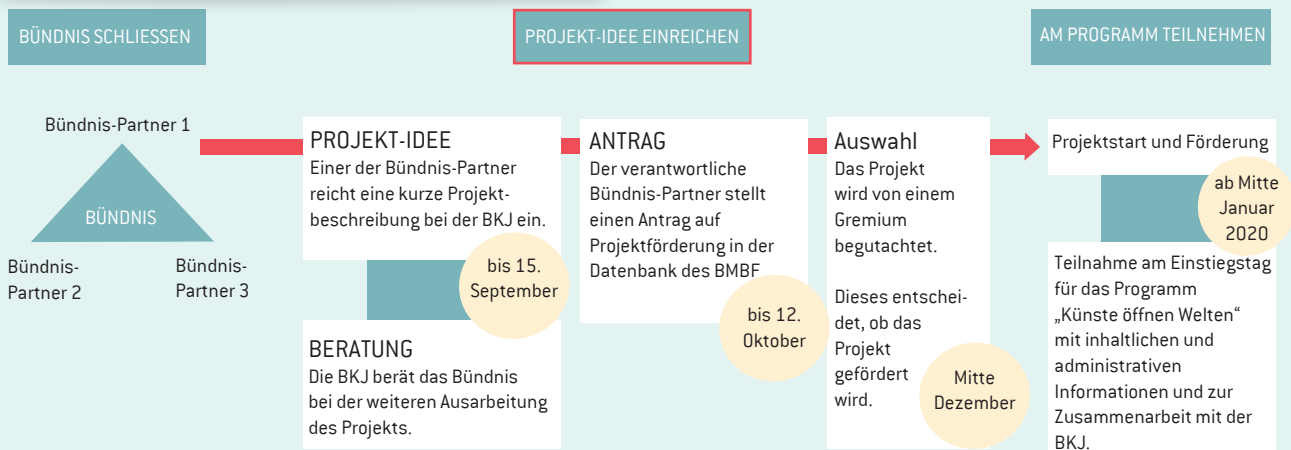 BÜNDNIS SCHLIESSEN
PROJEKT-IDEE EINREICHEN
AM PROGRAMM TEILNEHMEN
Bündnis-Partner 1
BÜNDNIS
Bündnis-
Partner 2
Bündnis-
Partner 3
PROJEKT-IDEE
Einer der Bündnis-Partner
reicht eine kurze Projekt-
beschreibung bei der BKJ ein.
bis 15.
September
BERATUNG
Die BKJ berät das Bündnis
bei der weiteren Ausarbeitung
des Projekts.
ANTRAG
Der verantwortliche
Bündnis-Partner stellt
einen Antrag auf
Projektförderung in der
Datenbank des BMBF
bis 12.
Oktober
Auswahl
Das Projekt
wird von einem
Gremium
begutachtet.
Dieses entschei-
det, ob das
Projekt
gefördert
wird.
Mitte
Dezember
Projektstart und Förderung
ab Mitte
Januar
2020
Teilnahme am Einstiegstag
für das Programm
„Künste öffnen Welten“
mit inhaltlichen und
administrativen
Informationen und zur
Zusammenarbeit mit der
BKJ.